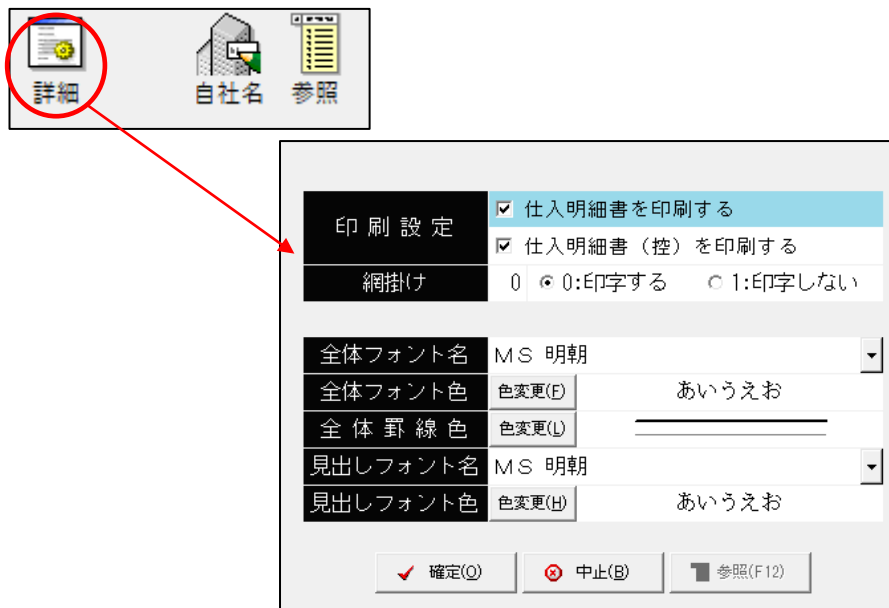 詳細 自社名 参照
印 刷 設 定
仕入明細書を印刷する
仕入明細書（控）を印刷する
網掛け 0 0:印字する 1:印字しない
全体フォント名 ＭＳ 明朝
全体フォント色 色変更(F) あいうえお
全 体 罫 線 色 色変更(L)
見出しフォント名 ＭＳ 明朝
見出しフォント色 色変更(H) あいうえお
確定(O) 中止(B) 参照(F12)